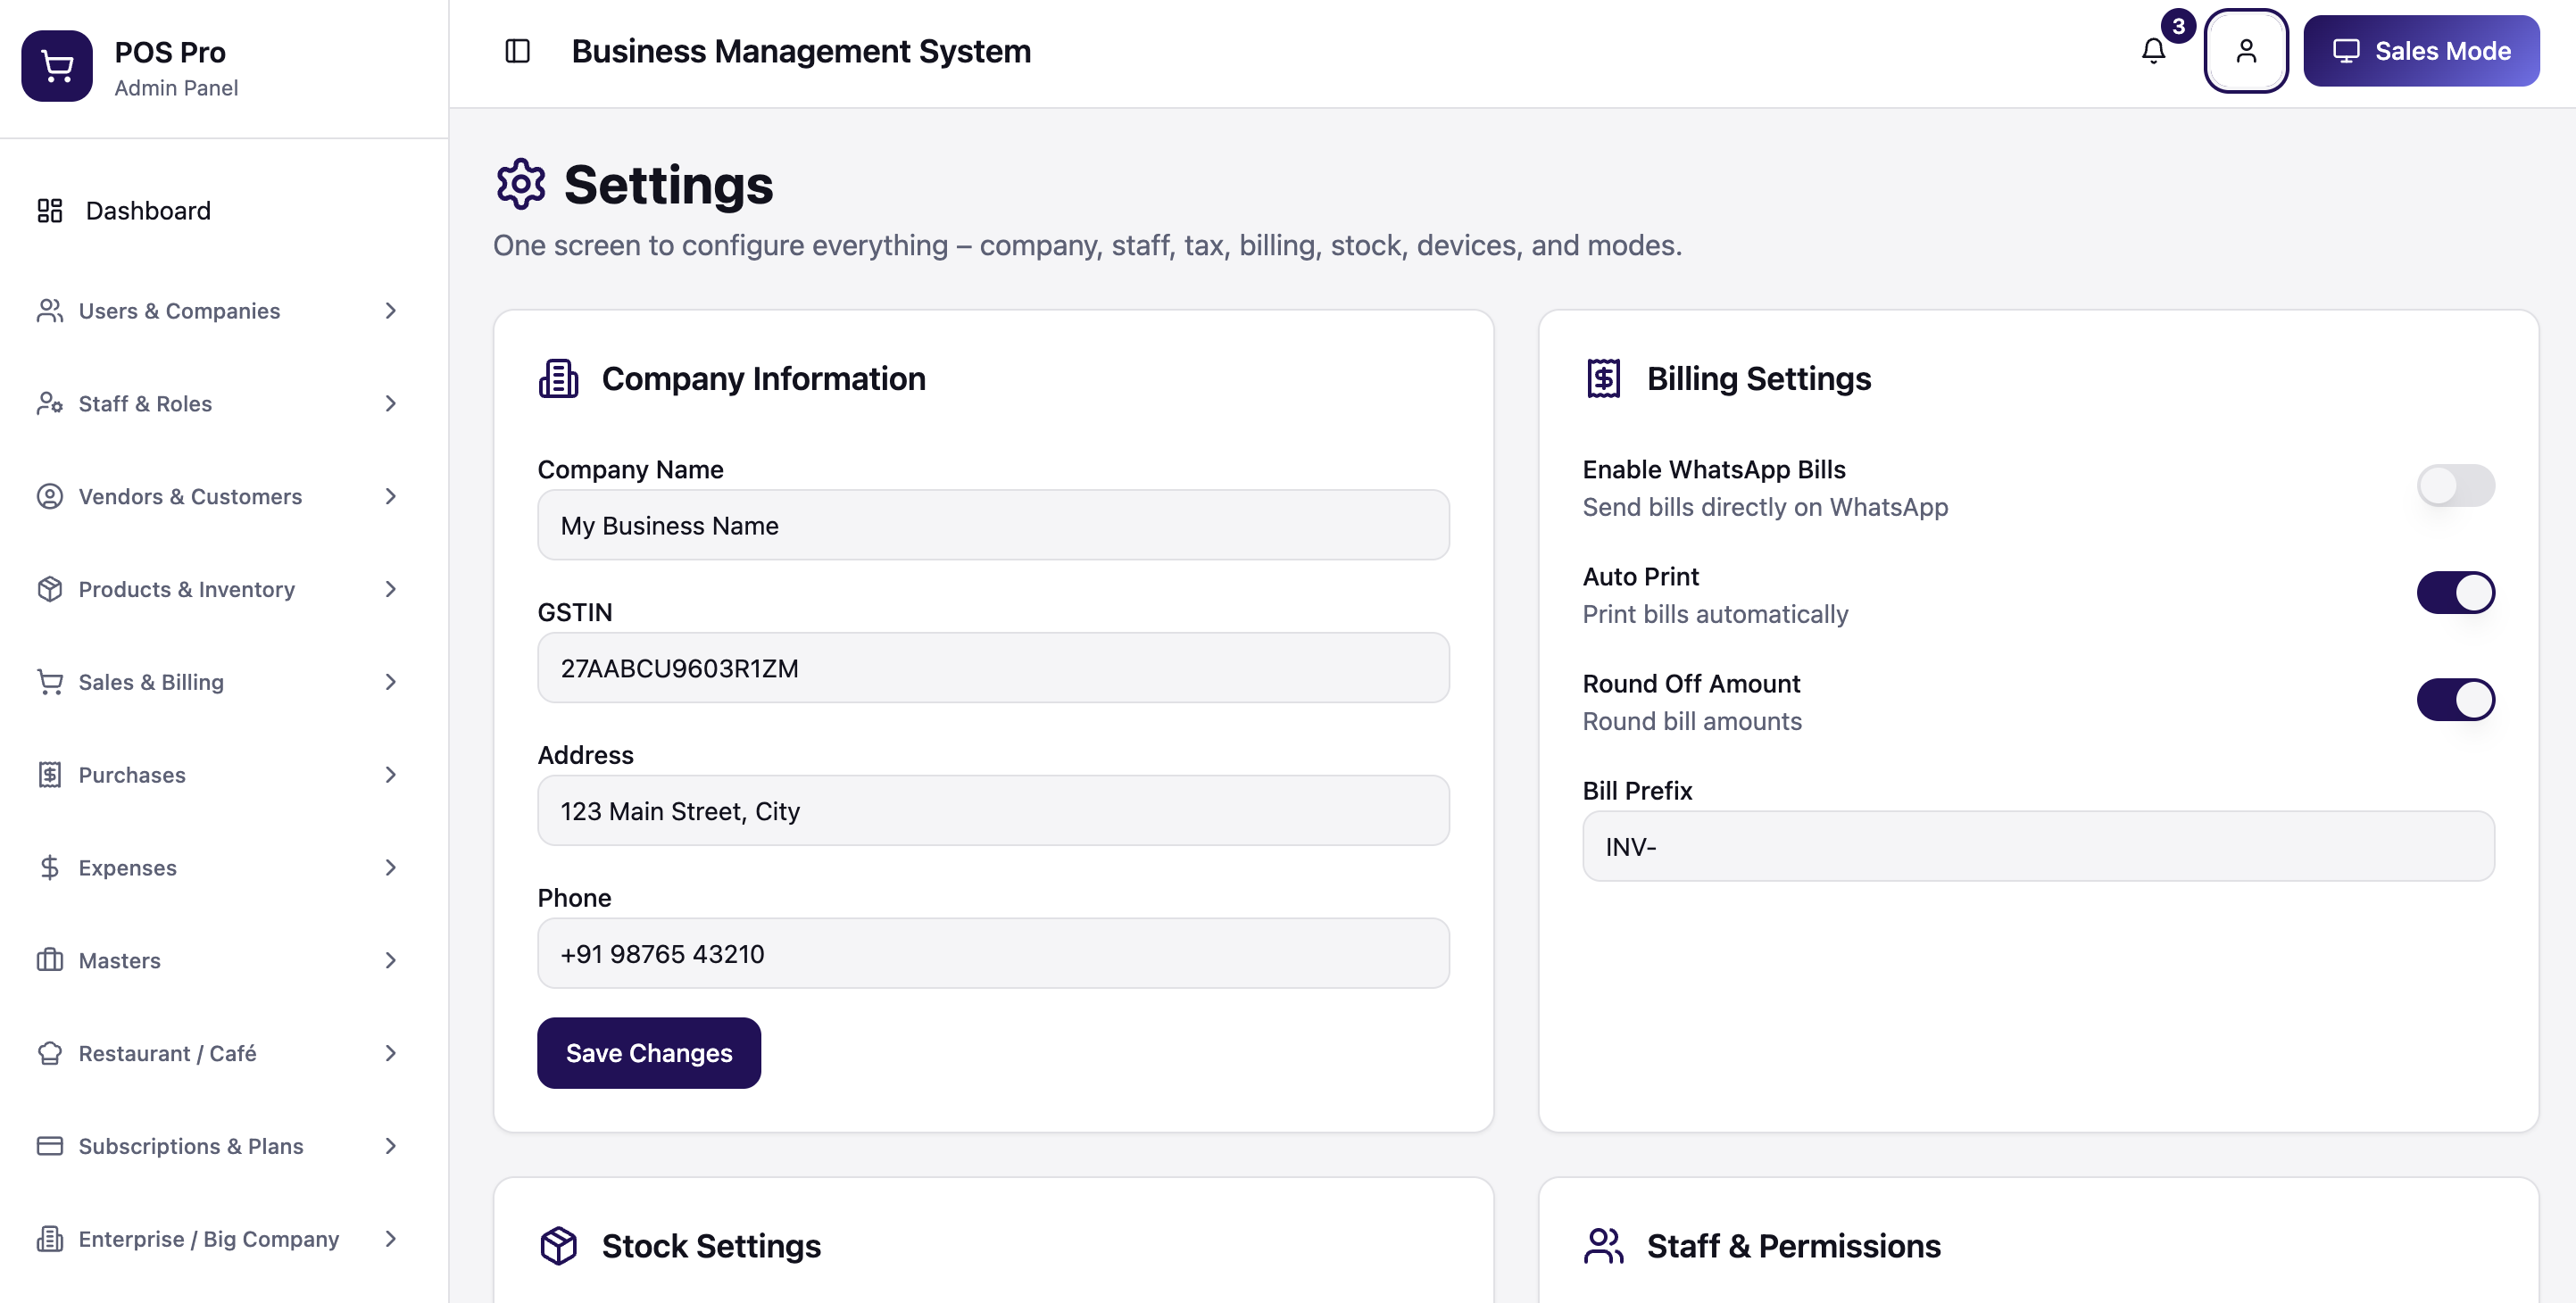 POS Pro
Admin Panel
Dashboard
Users & Companies
Staff & Roles
Vendors & Customers
Products & Inventory
Sales & Billing
Purchases
Expenses
Masters
Restaurant / Café
Subscriptions & Plans
Enterprise / Big Company
Business Management System
3
Sales Mode
Settings
One screen to configure everything – company, staff, tax, billing, stock, devices, and modes.
Company Information
Company Name
My Business Name
GSTIN
27AABCU9603R1ZM
Address
123 Main Street, City
Phone
+91 98765 43210
Save Changes
Billing Settings
Enable WhatsApp Bills
Send bills directly on WhatsApp
Auto Print
Print bills automatically
Round Off Amount
Round bill amounts
Bill Prefix
INV-
Stock Settings
Staff & Permissions